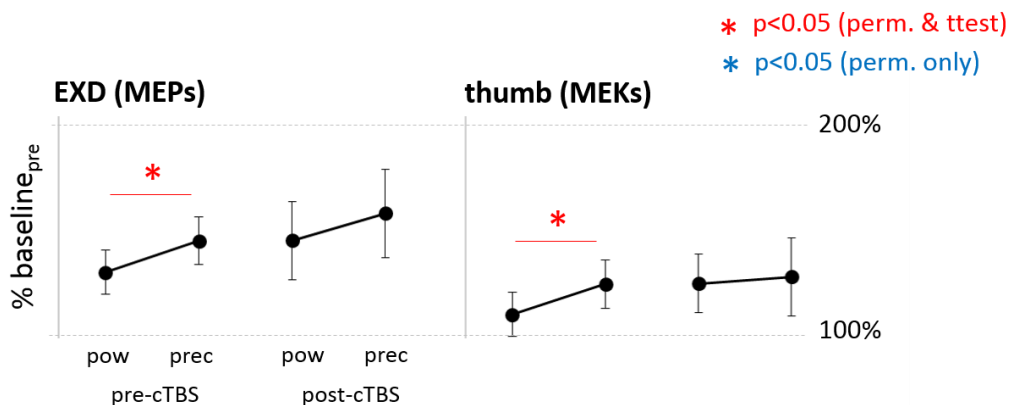 * p<0.05 (perm. & ttest)
* p<0.05 (perm. only)
EXD (MEPs)
thumb (MEKs)
200%
% baselinepre
*
*
100%
pow prec pow prec
pre-cTBS post-cTBS